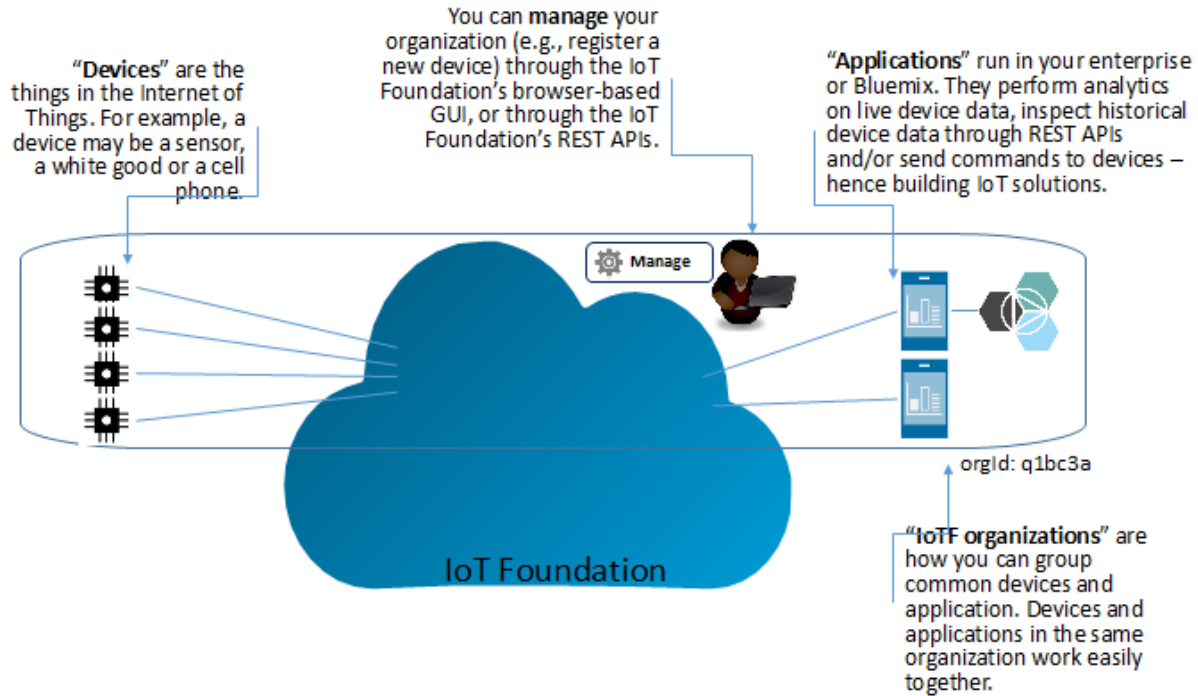 You can manage your
organization (e.g., register a
new device) through the IoT
Foundation's browser-based
GUI, or through the IoT
Foundation's REST APIs.
“Devices” are the
things in the Internet of
Things. For example, a
device may be a sensor,
a white good or a cell
phone.
“Applications” run in your enterprise
or Bluemix. They perform analytics
on live device data, inspect historical
device data through REST APIs
and/or send commands to devices –
hence building IoT solutions.
Manage
orgId: q1bc3a
IoT Foundation
“IoTF organizations” are
how you can group
common devices and
application. Devices and
applications in the same
organization work easily
together.